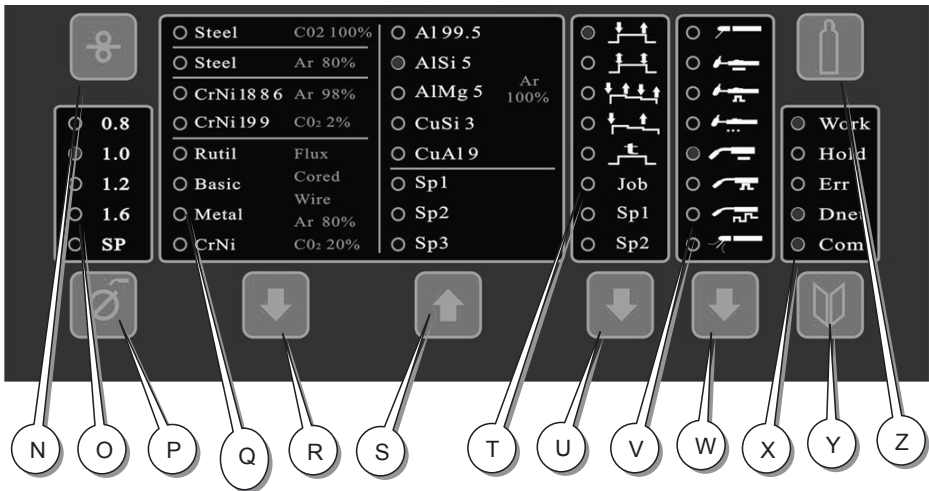 Steel CO2 100%
Steel Ar 80%
CrNi 18 8 6 Ar 98%
CrNi 19 9 CO2 2%
Rutil Flux
Basic Cored
Wire
Metal Ar 80%
CrNi CO2 20%
Al 99.5
AlSi 5
AlMg 5 Ar
100%
CuSi 3
CuAl 9
Sp1
Sp2
Sp3
0.8
1.0
1.2
1.6
SP
Job
Sp1
Sp2
Work
Hold
Err
Dnet
Com
N O P Q R S T U V W X Y Z